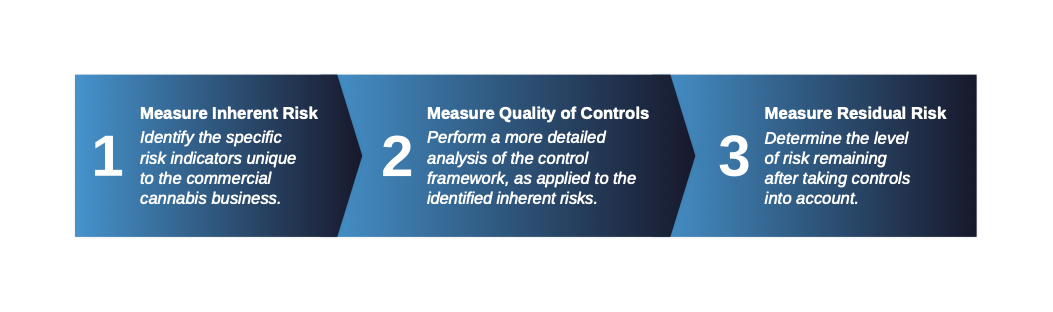 1
Measure Inherent Risk
Identify the specific
risk indicators unique
to the commercial
cannabis business.
2
Measure Quality of Controls
Perform a more detailed
analysis of the control
framework, as applied to the
identified inherent risks.
3
Measure Residual Risk
Determine the level
of risk remaining
after taking controls
into account.